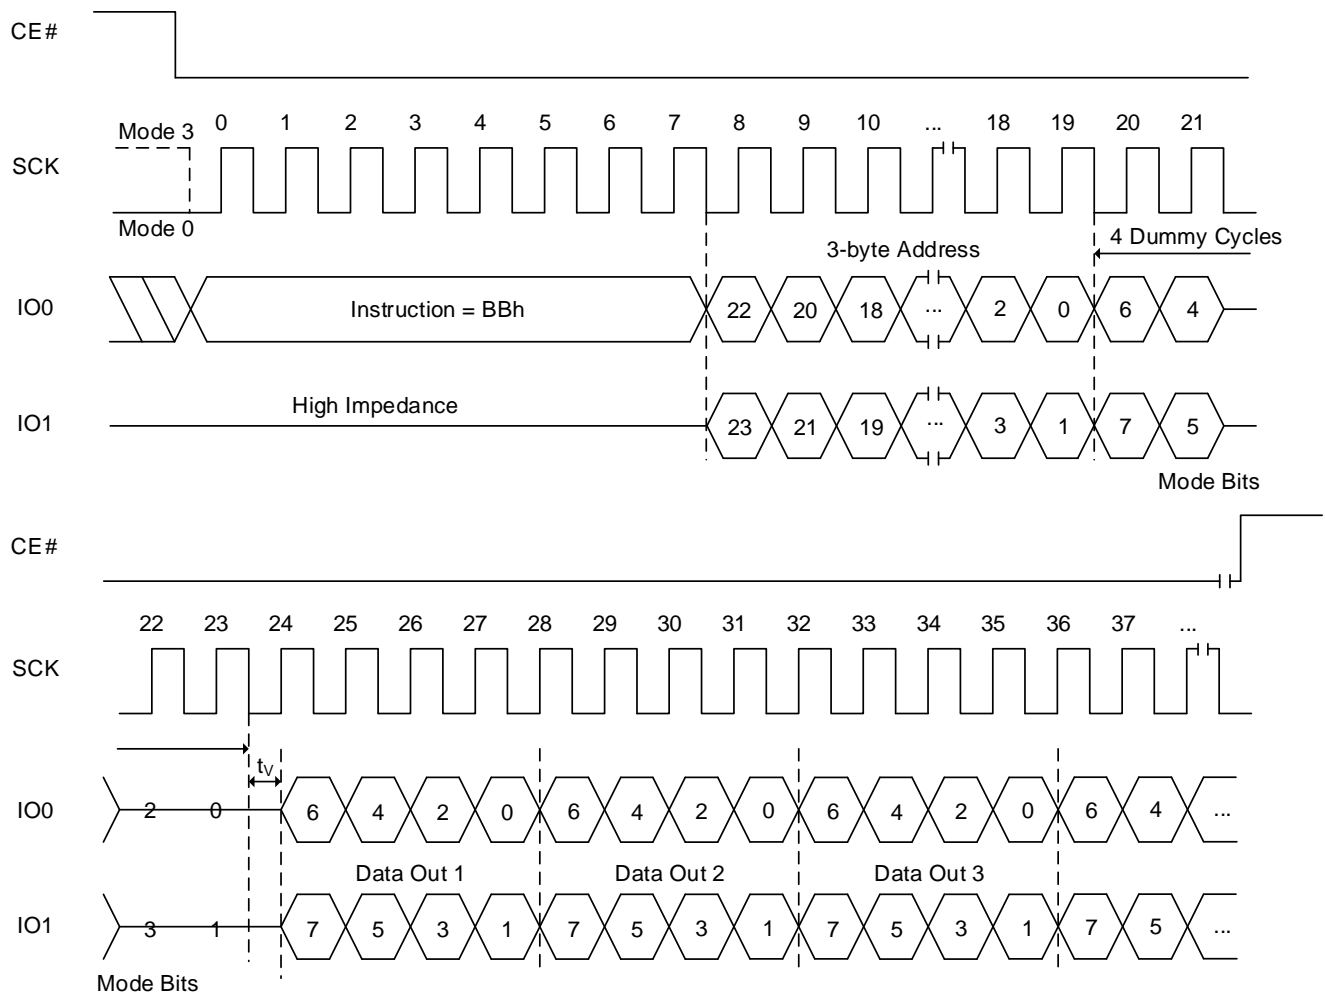 CE#
Mode 3 0 1 2 3 4 5 6 7 8 9 10 ... 18 19 20 21
SCK
Mode 0
3-byte Address 4 Dummy Cycles
IO0 Instruction = BBh 22 20 18 ... 2 0 6 4
High Impedance
IO1 23 21 19 ... 3 1 7 5
Mode Bits
CE#
22 23 24 25 26 27 28 29 30 31 32 33 34 35 36 37 ...
SCK
tV
IO0 2 0 6 4 2 0 6 4 2 0 6 4 2 0 6 4 ...
Data Out 1 Data Out 2 Data Out 3
IO1 3 1 7 5 3 1 7 5 3 1 7 5 3 1 7 5 ...
Mode Bits